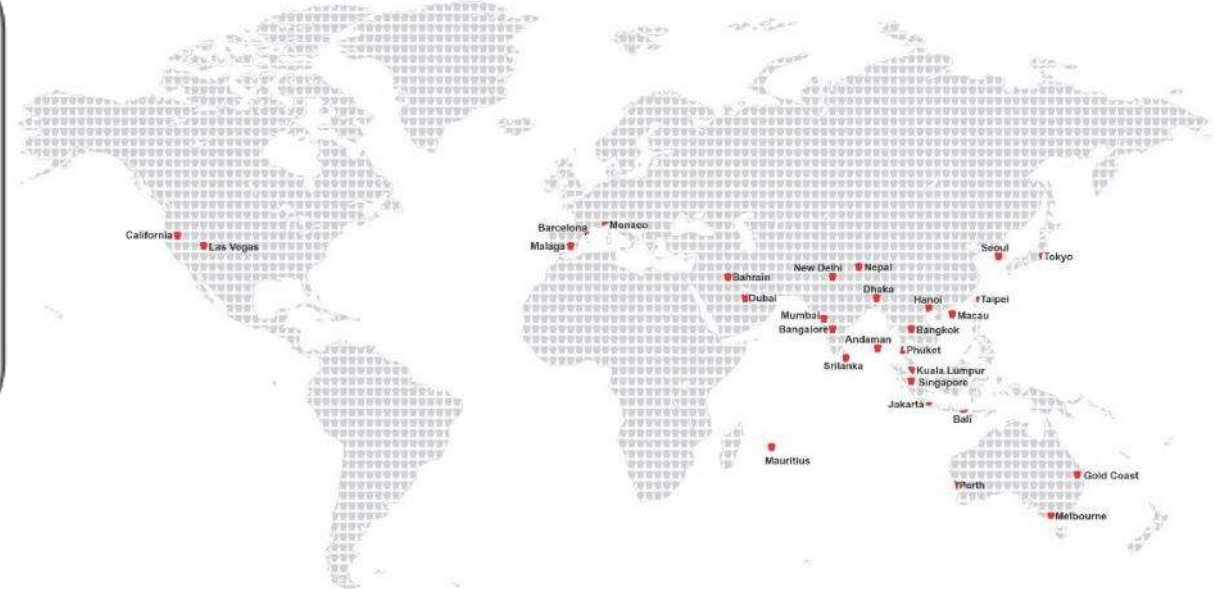 California
Las Vegas
Barcelona
Monaco
Malaga
Bahrain
Dubai
New Delhi
Nepal
Dhaka
Seoul
Tokyo
Hanoi
Taipei
Macau
Mumbai
Bangalore
Bangkok
Andaman
Phuket
Srilanka
Kuala Lumpur
Singapore
Jakarta
Bali
Mauritius
Gold Coast
Perth
Melbourne